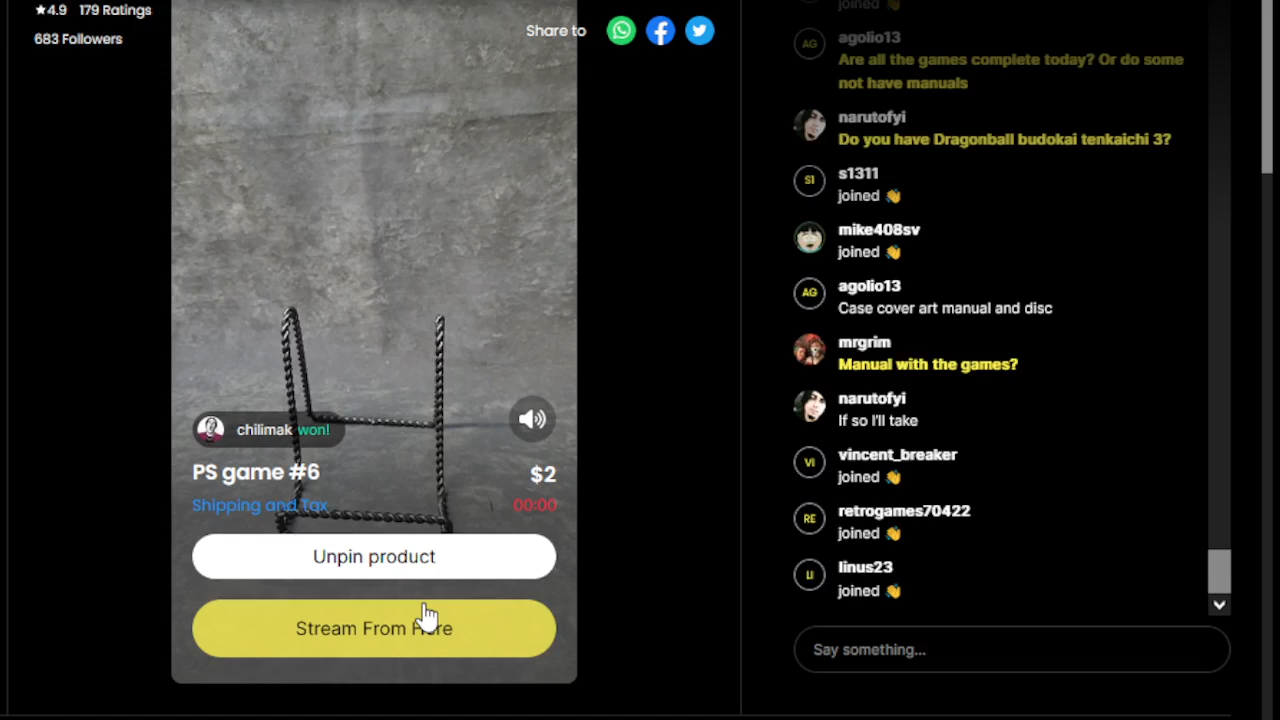 ★4.9 179 Ratings
683 Followers
Share to
chilimak won!
PS game #6
$2
Shipping and Tax
00:00
Unpin product
Stream From Here
joined 👋
AG
agolio13
Are all the games complete today? Or do some
not have manuals
narutofyi
Do you have Dragonball budokai tenkaichi 3?
S1
s1311
joined 👋
mike408sv
joined 👋
AG
agolio13
Case cover art manual and disc
mrgrim
Manual with the games?
narutofyi
If so I'll take
VI
vincent_breaker
joined 👋
RE
retrogames70422
joined 👋
LI
linus23
joined 👋
Say something...